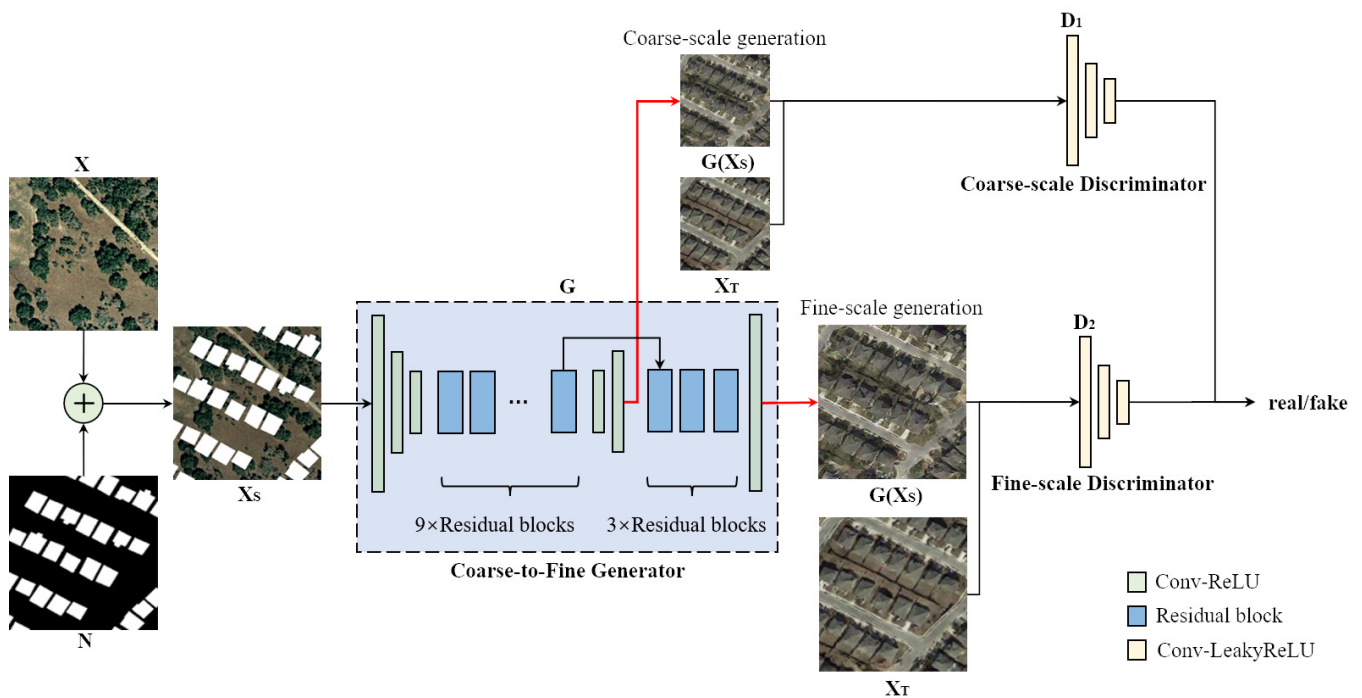 Coarse-scale generation
D1
X
G(Xs)
Coarse-scale Discriminator
XT
G
Fine-scale generation
D2
+
...
real/fake
Xs
G(Xs)
Fine-scale Discriminator
9×Residual blocks
3×Residual blocks
Coarse-to-Fine Generator
N
XT
Conv-ReLU
Residual block
Conv-LeakyReLU